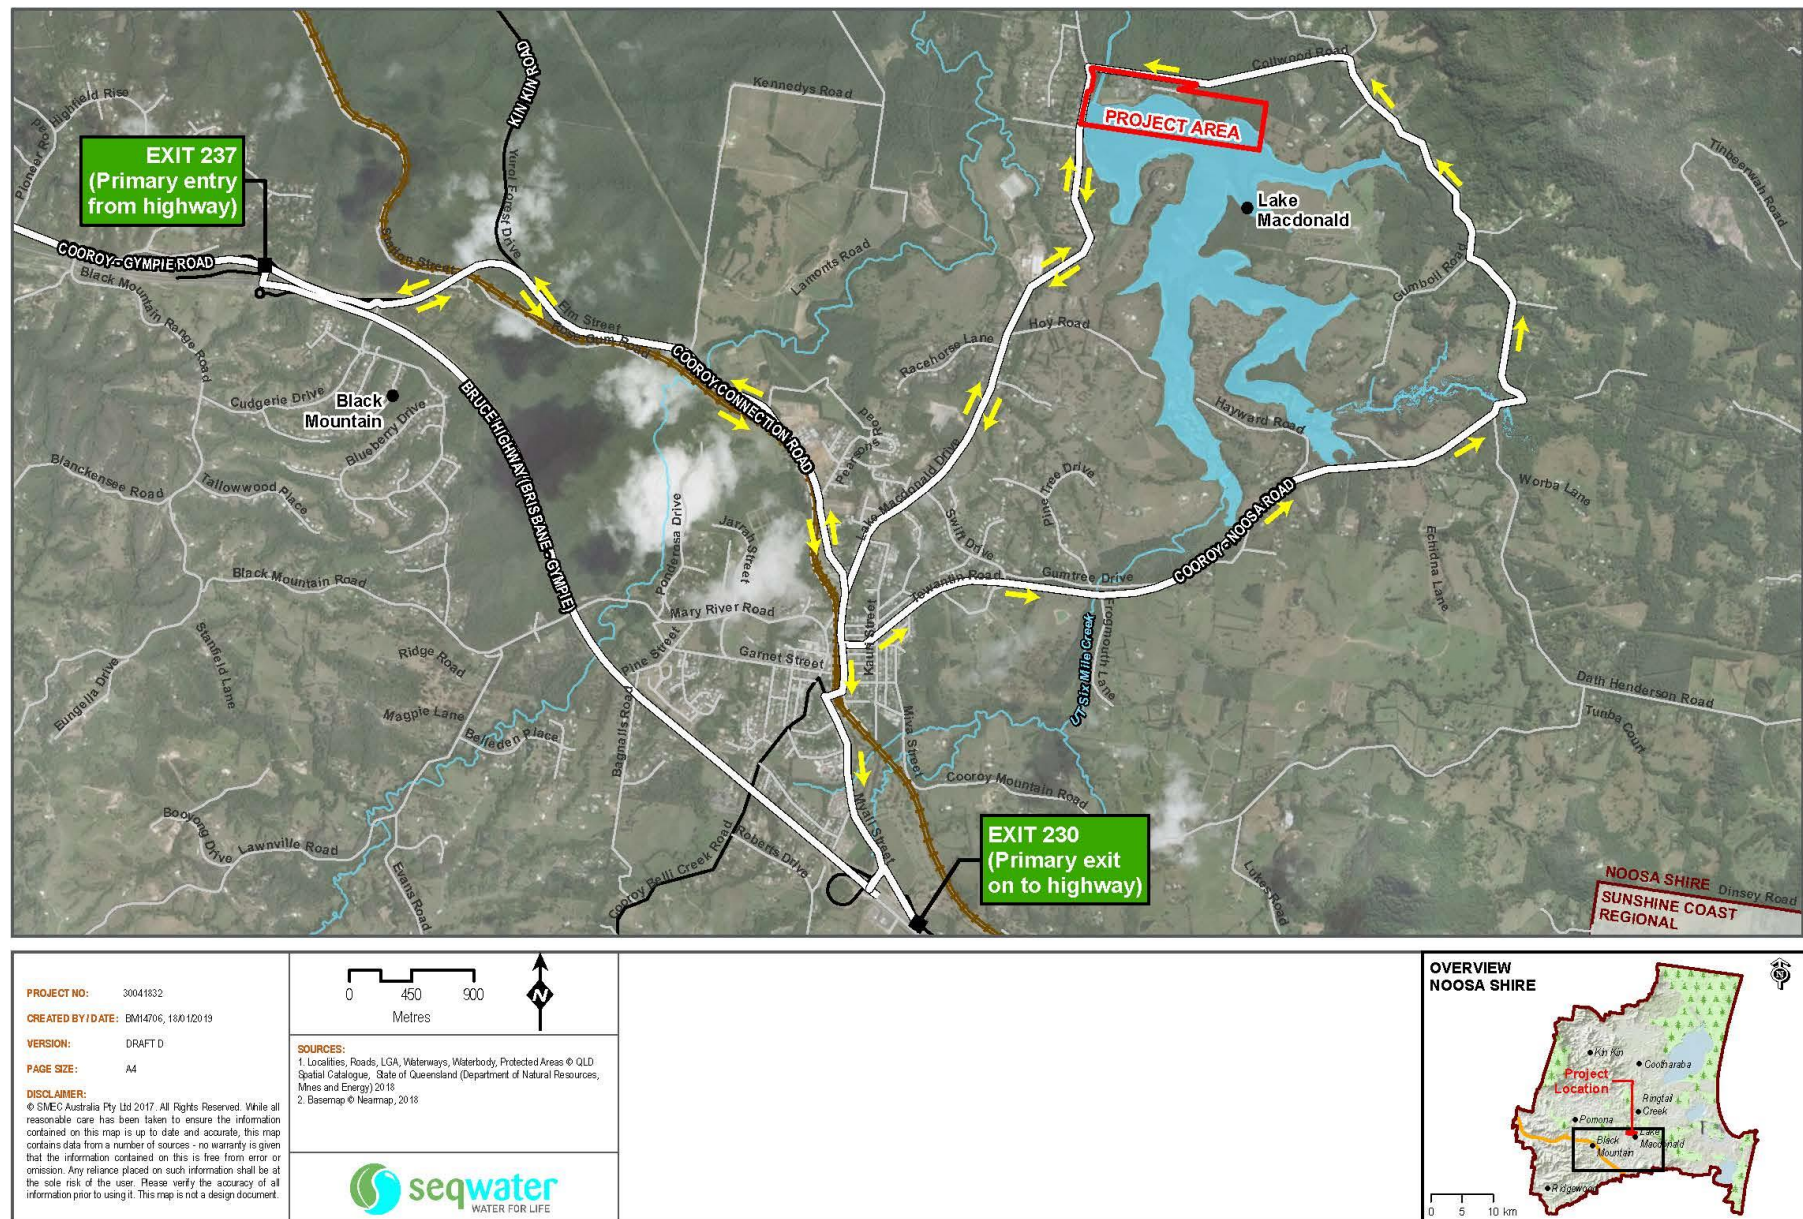 Collwood Road
KIN KIN ROAD
Kennedys Road
Pioneer Road
Highfield Rise
PROJECT AREA
EXIT 237
(Primary entry
from highway)
Tinbeerwah Road
Yurol Forest Drive
Lake
Macdonald
COOROY - GYMPIE ROAD
Station Street
Lamonts Road
Gumboil Road
Black Mountain Range Road
Elm Street
Rose Gum Road
Hoy Road
Racehorse Lane
COOROY CONNECTION ROAD
Cudgerie Drive
Black
Mountain
Blueberry Drive
BRUCE HIGHWAY (BRISBANE - GYMPIE)
Hayward Road
Pearsons Road
Lake Macdonald Drive
Blanckensee Road
Tallowwood Place
Pine Tree Drive
COOROY - NOOSA ROAD
Worba Lane
Ponderosa Drive
Jarrah Street
Swift Drive
Echidna Lane
Black Mountain Road
Gumtree Drive
Tewantin Road
Mary River Road
Kauri Street
Frogmouth Lane
UT Six Mile Creek
Stanfield Lane
Ridge Road
Pine Street
Garnet Street
Eungella Drive
Dath Henderson Road
Magpie Lane
Belleden Place
Bagnalls Road
Miva Street
Tunba Court
Cooroy Mountain Road
Booyong Drive
Lawnville Road
Myall Street
Roberts Drive
Cooroy Belli Creek Road
Evans Road
EXIT 230
(Primary exit
on to highway)
Lukes Road
NOOSA SHIRE
Dinsey Road
SUNSHINE COAST
REGIONAL
PROJECT NO: 30041832
CREATED BY / DATE: BM14706, 18/01/2019
VERSION: DRAFT D
PAGE SIZE: A4
DISCLAIMER:
© SMEC Australia Pty Ltd 2017. All Rights Reserved. While all
reasonable care has been taken to ensure the information
contained on this map is up to date and accurate, this map
contains data from a number of sources - no warranty is given
that the information contained on this is free from error or
omission. Any reliance placed on such information shall be at
the sole risk of the user. Please verify the accuracy of all
information prior to using it. This map is not a design document.
0 450 900
Metres
N
SOURCES:
1. Localities, Roads, LGA, Waterways, Waterbody, Protected Areas © QLD
Spatial Catalogue, State of Queensland (Department of Natural Resources,
Mines and Energy) 2018
2. Basemap © Nearmap, 2018
seqwater
WATER FOR LIFE
OVERVIEW
NOOSA SHIRE
N
Kin Kin
Cootharaba
Project
Location
Ringtail
Creek
Pomona
Lake
Macdonald
Black
Mountain
Ridgewood
0 5 10 km